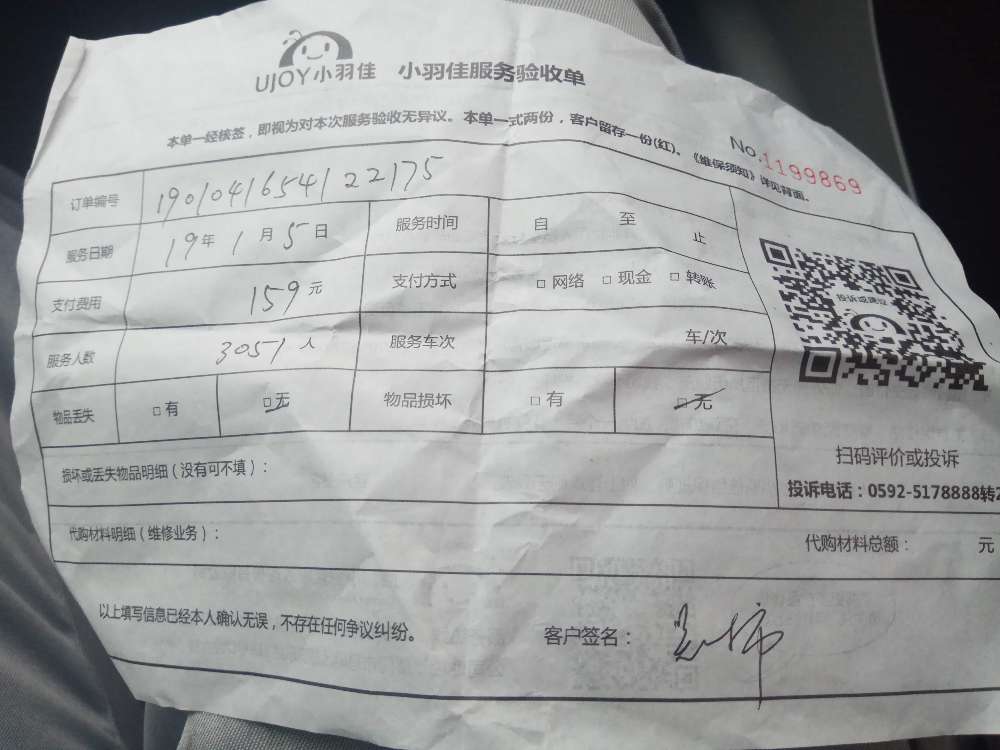 UJOY小羽佳 小羽佳服务验收单
本单一经核签，即视为对本次服务验收无异议。本单一式两份，客户留存一份(红)。《维保须知》详见背面。
No.1199869
订单编号 190104165412 2175
服务日期 19年1月5日 服务时间 自 至 止
支付费用 159元 支付方式 □网络 □现金 □转账
投诉或建议
服务人数 3051人 服务车次 车/次
物品丢失 □有 □无 物品损坏 □有 □无
扫码评价或投诉
损坏或丢失物品明细（没有可不填）：
投诉电话：0592-5178888转2
代购材料明细（维修业务）： 代购材料总额： 元
以上填写信息已经本人确认无误，不存在任何争议纠纷。 客户签名：